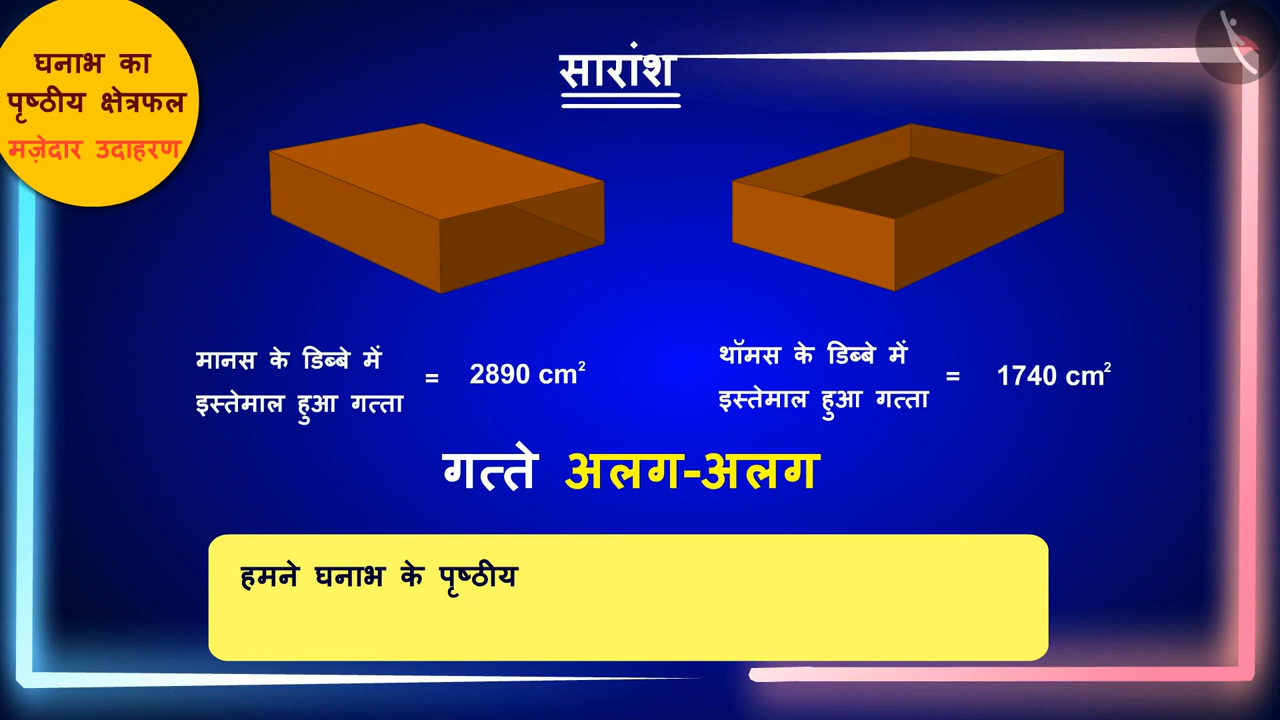 घनाभ का
पृष्ठीय क्षेत्रफल
मज़ेदार उदाहरण
सारांश
मानस के डिब्बे में
इस्तेमाल हुआ गत्ता
= 2890 cm²
थॉमस के डिब्बे में
इस्तेमाल हुआ गत्ता
= 1740 cm²
गत्ते अलग-अलग
हमने घनाभ के पृष्ठीय